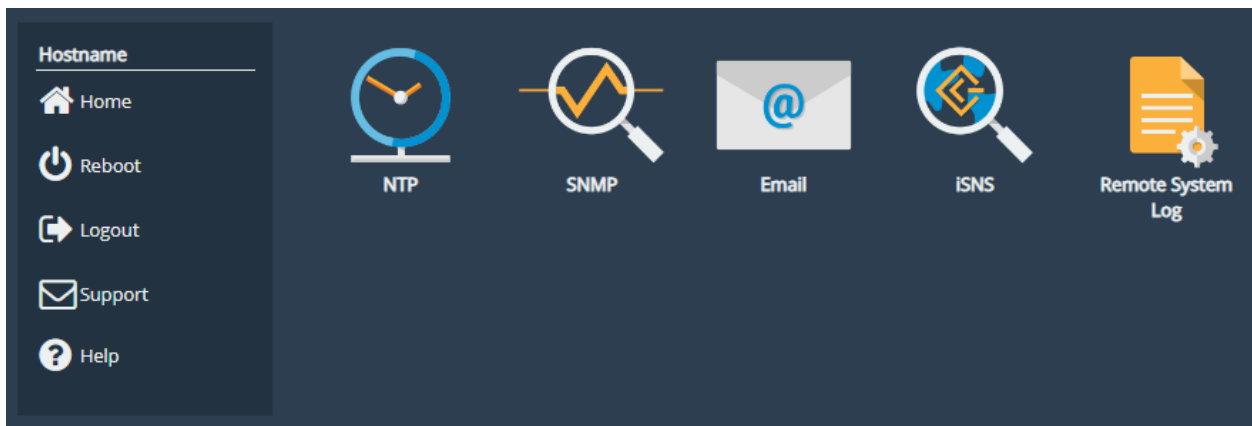 Hostname
Home
Reboot
Logout
Support
Help
NTP
SNMP
@
Email
iSNS
Remote System
Log